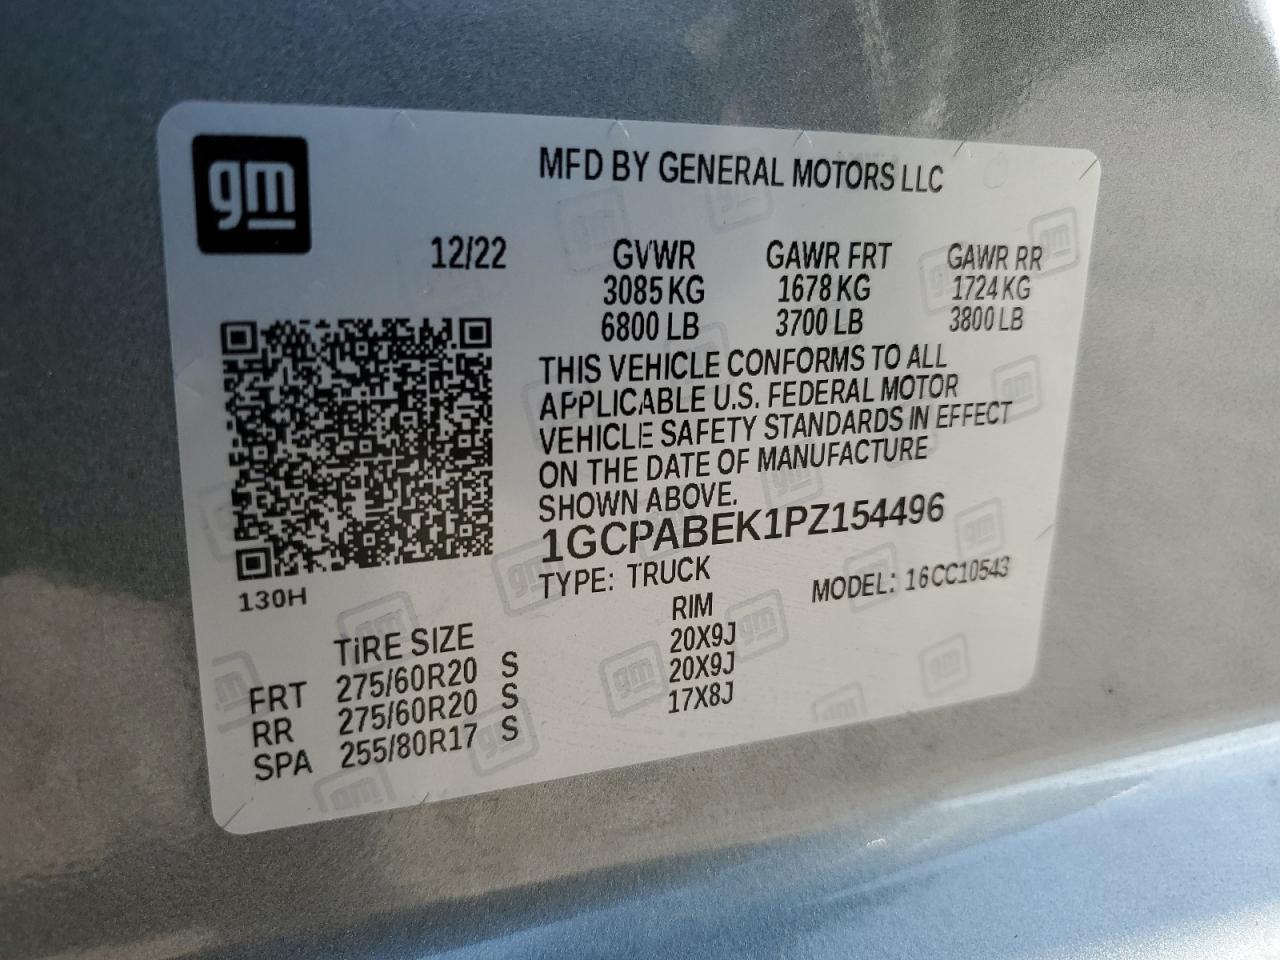 gm
MFD BY GENERAL MOTORS LLC
12/22 GVWR GAWR FRT GAWR RR
3085 KG 1678 KG 1724 KG
6800 LB 3700 LB 3800 LB
THIS VEHICLE CONFORMS TO ALL
APPLICABLE U.S. FEDERAL MOTOR
VEHICLE SAFETY STANDARDS IN EFFECT
ON THE DATE OF MANUFACTURE
SHOWN ABOVE.
1GCPABEK1PZ154496
TYPE: TRUCK MODEL: 16CC10543
130H
TiRE SIZE RIM
FRT 275/60R20 S 20X9J
RR 275/60R20 S 20X9J
SPA 255/80R17 S 17X8J